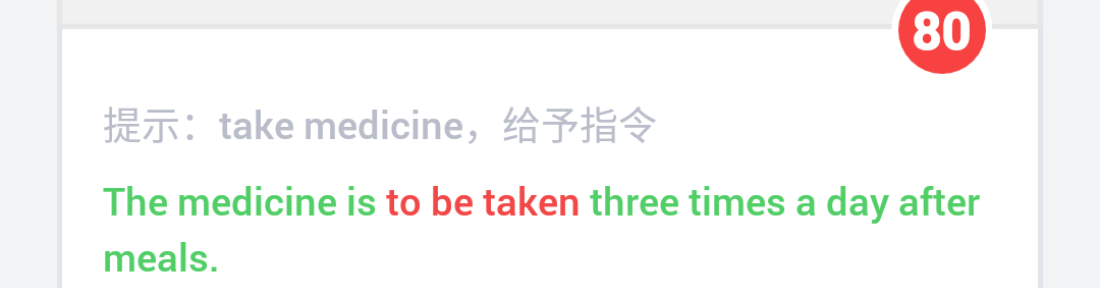 80
提示：take medicine，给予指令
The medicine is to be taken three times a day after
meals.